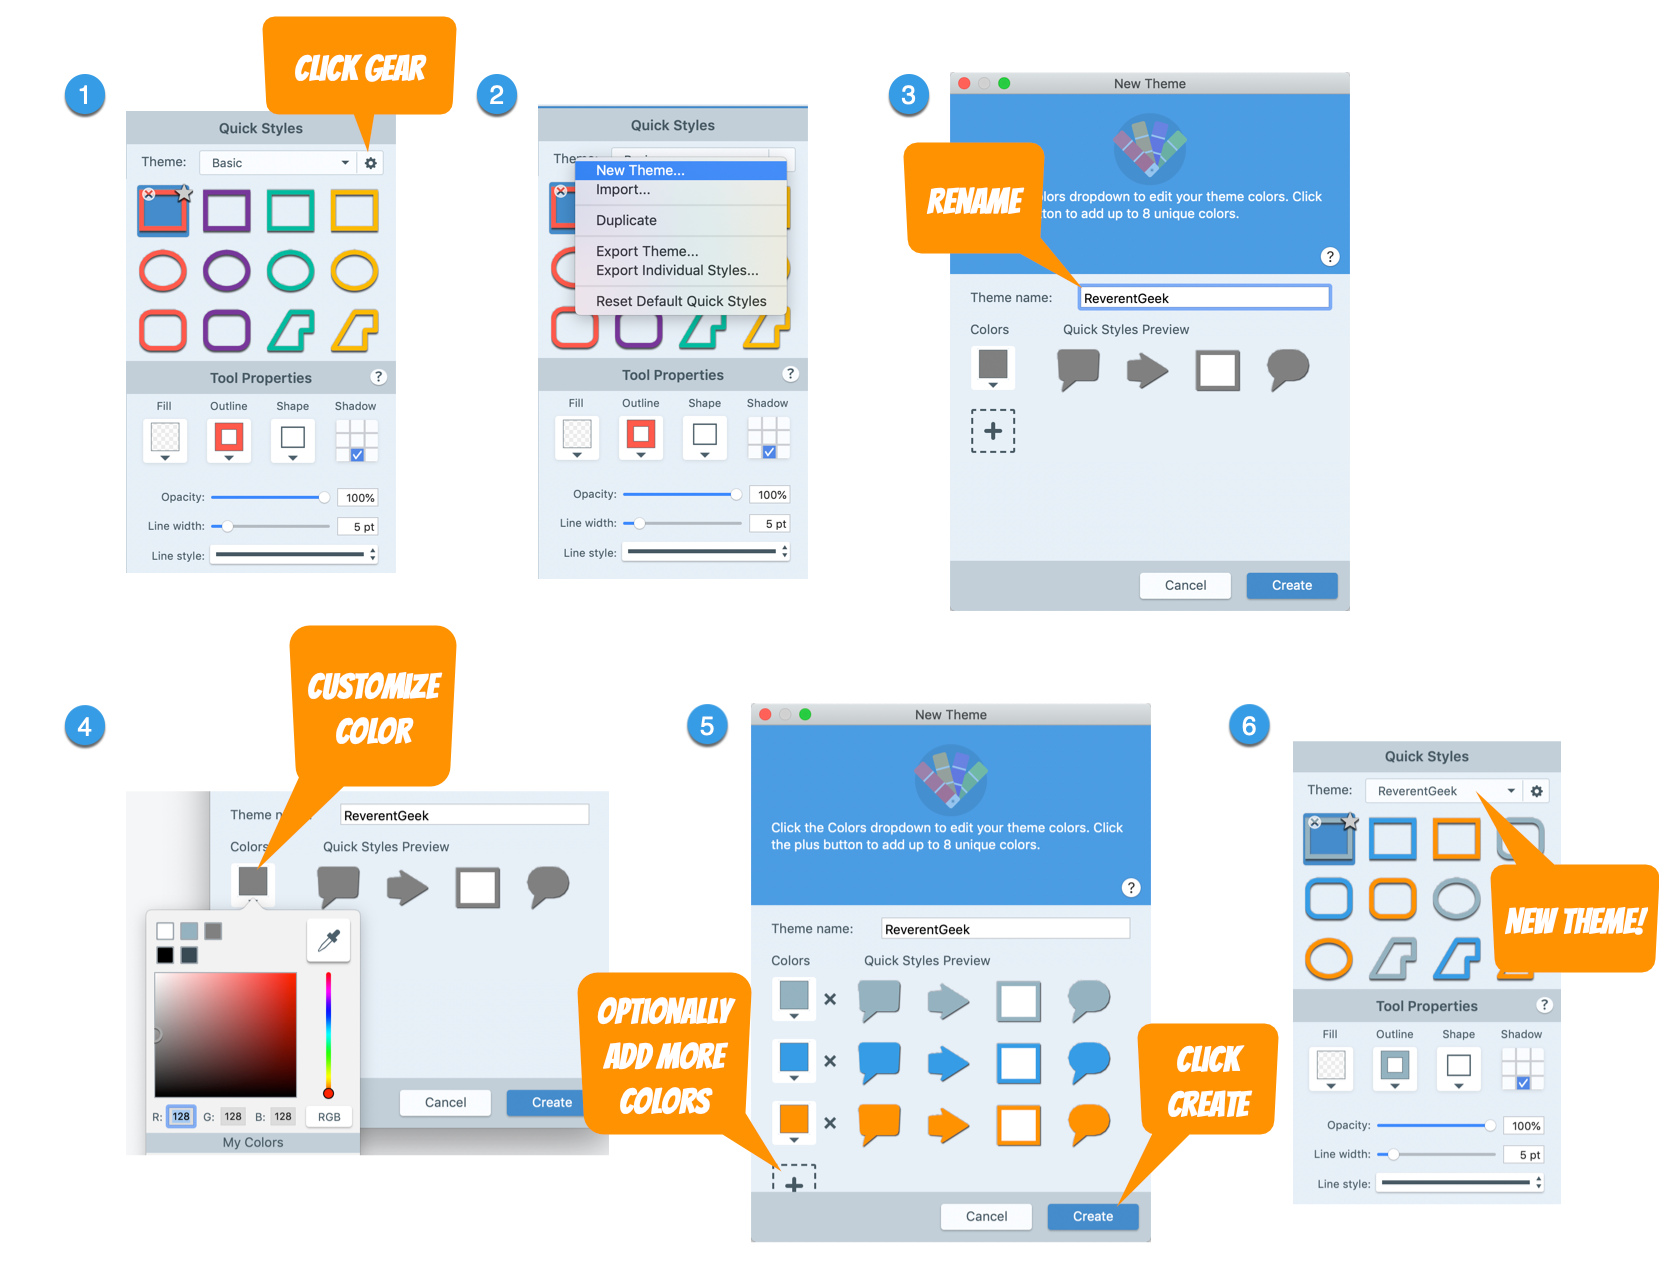 CLICK GEAR
1
Quick Styles
Theme: Basic
Tool Properties ?
Fill Outline Shape Shadow
Opacity: 100%
Line width: 5 pt
Line style:
2
Quick Styles
New Theme...
Import...
Duplicate
Export Theme...
Export Individual Styles...
Reset Default Quick Styles
Tool Properties ?
Fill Outline Shape Shadow
Opacity: 100%
Line width: 5 pt
Line style:
3
New Theme
RENAME
dropdown to edit your theme colors. Click
to add up to 8 unique colors.
?
Theme name: ReverentGeek
Colors Quick Styles Preview
Cancel Create
4
CUSTOMIZE
COLOR
Theme ReverentGeek
Colors Quick Styles Preview
R: 128 G: 128 B: 128 RGB
My Colors
Cancel Create
5
New Theme
Click the Colors dropdown to edit your theme colors. Click
the plus button to add up to 8 unique colors.
?
Theme name: ReverentGeek
Colors Quick Styles Preview
OPTIONALLY
ADD MORE
COLORS
CLICK
CREATE
Cancel Create
6
Quick Styles
Theme: ReverentGeek
NEW THEME!
Tool Properties ?
Fill Outline Shape Shadow
Opacity: 100%
Line width: 5 pt
Line style: